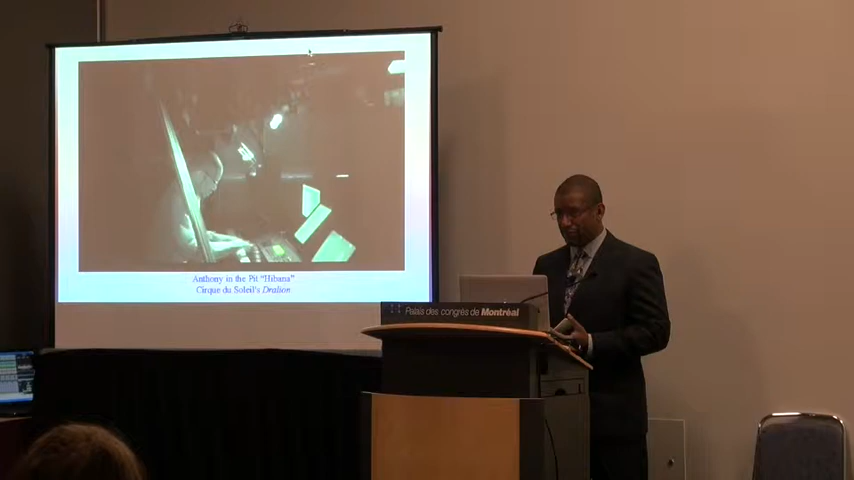 Anthony in the Pit "Hibana"
Cirque du Soleil's Dralion
Palais des congrès de Montréal